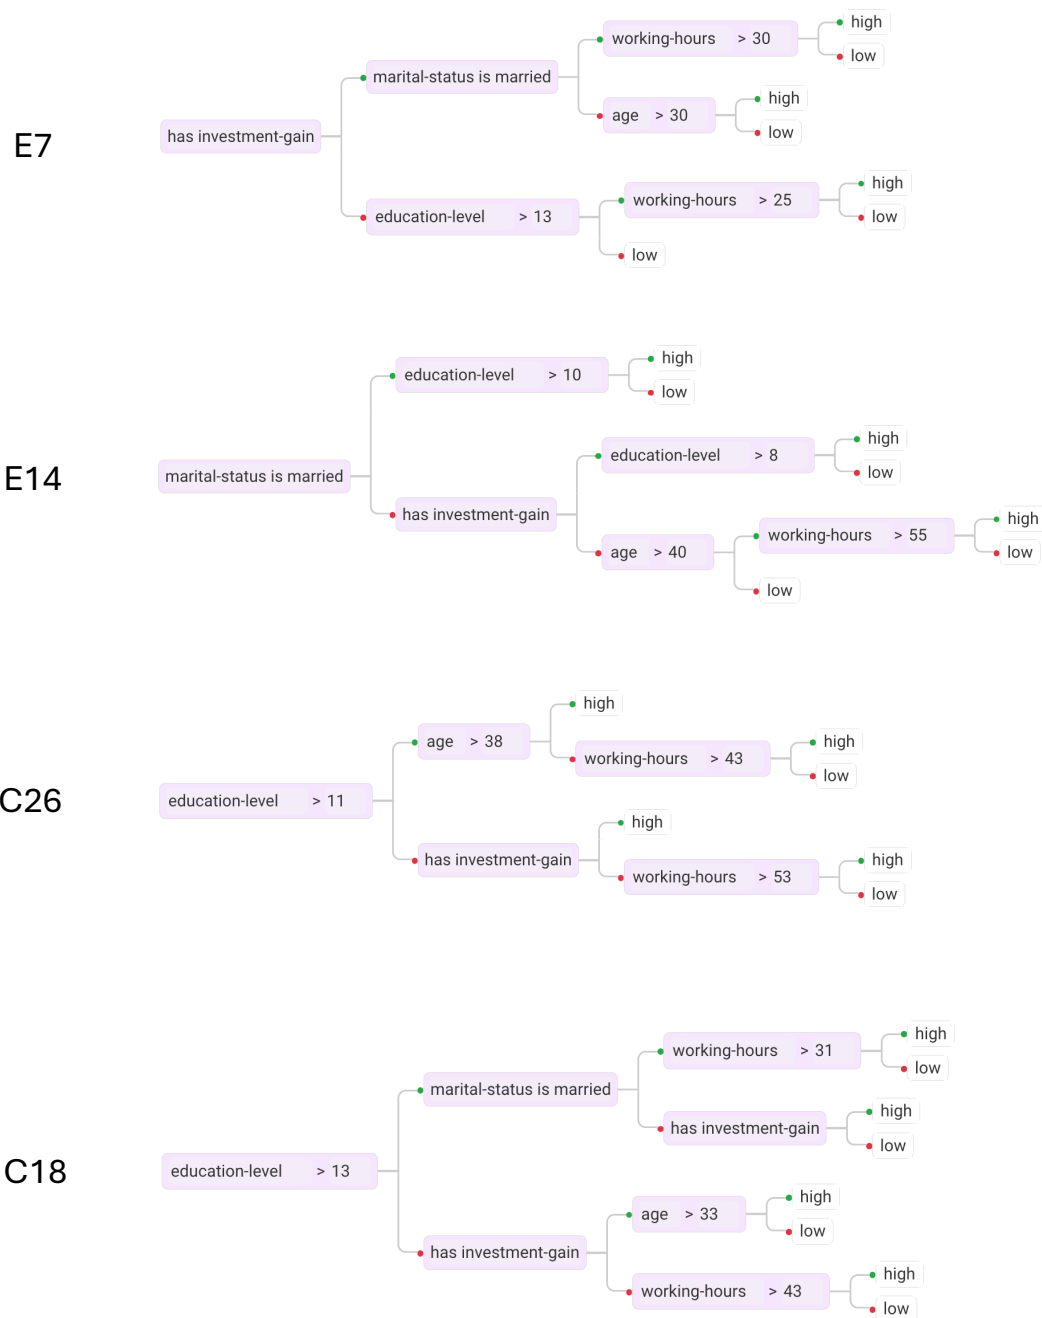 E7
has investment-gain
marital-status is married
working-hours > 30
high
low
age > 30
high
low
education-level > 13
working-hours > 25
high
low
low
E14
marital-status is married
education-level > 10
high
low
has investment-gain
education-level > 8
high
low
age > 40
working-hours > 55
high
low
low
C26
education-level > 11
age > 38
high
working-hours > 43
high
low
has investment-gain
high
working-hours > 53
high
low
C18
education-level > 13
marital-status is married
working-hours > 31
high
low
has investment-gain
high
low
has investment-gain
age > 33
high
low
working-hours > 43
high
low